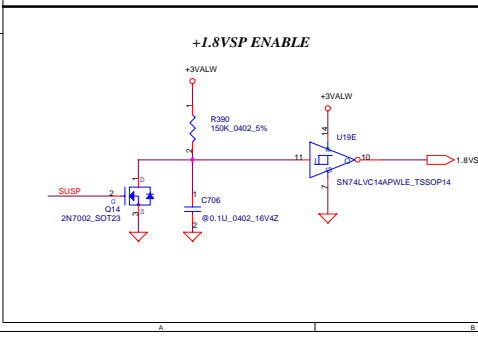 +1.8VSP ENABLE
+3VALW
+3VALW
1
R390
150K_0402_5%
2
14
U19E
11
10
1.8VS
I
O
SN74LVC14APWLE_TSSOP14
7
1
D
SUSP
2
G
Q14
3
S
2N7002_SOT23
1
C706
@0.1U_0402_16V4Z
2
A
B